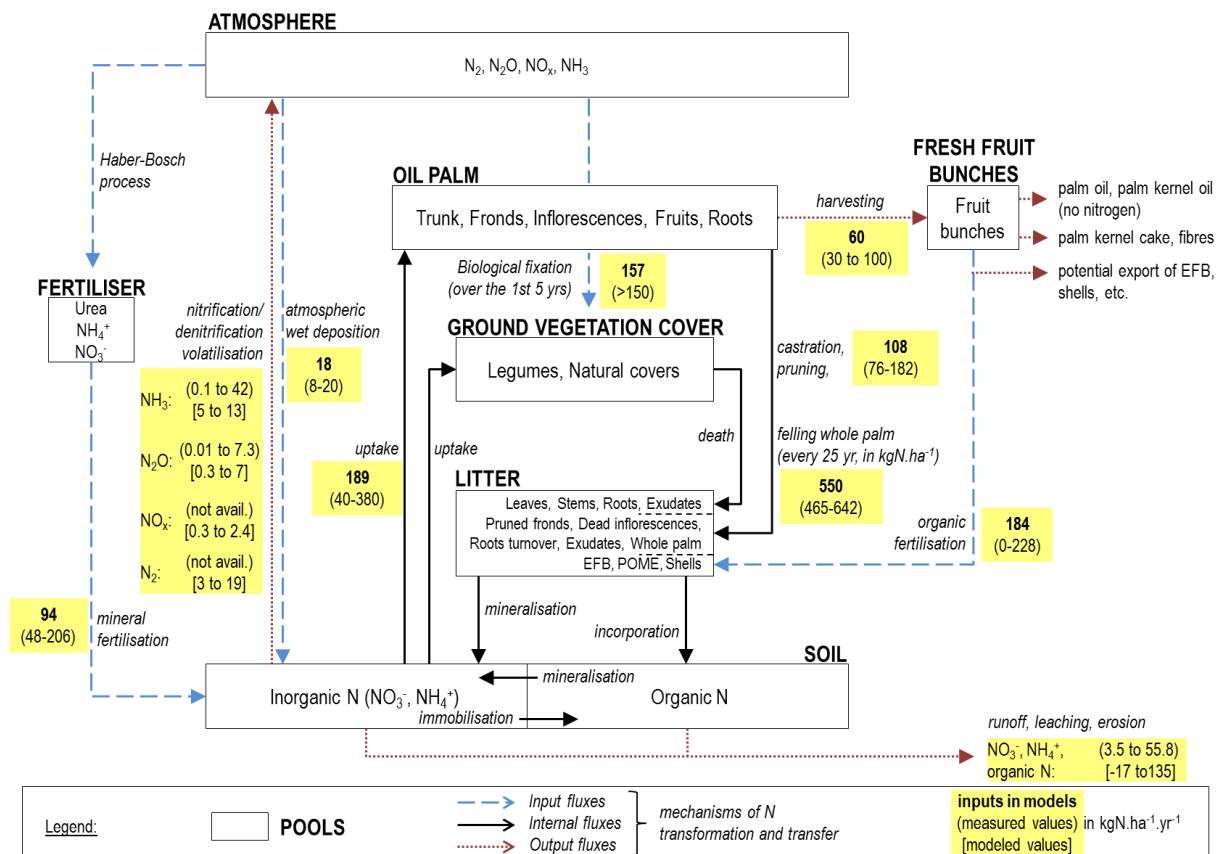 ATMOSPHERE
N₂, N₂O, NOₓ, NH₃
Haber-Bosch
process
FERTILISER
Urea
NH₄⁺
NO₃⁻
94
(48-206)
mineral
fertilisation
nitrification/
denitrification
volatilisation
NH₃: (0.1 to 42)
[5 to 13]
N₂O: (0.01 to 7.3)
[0.3 to 7]
NOₓ: (not avail.)
[0.3 to 2.4]
N₂: (not avail.)
[3 to 19]
atmospheric
wet deposition
18
(8-20)
OIL PALM
Trunk, Fronds, Inflorescences, Fruits, Roots
harvesting
60
(30 to 100)
FRESH FRUIT
BUNCHES
Fruit
bunches
palm oil, palm kernel oil
(no nitrogen)
palm kernel cake, fibres
potential export of EFB,
shells, etc.
Biological fixation
(over the 1st 5 yrs)
157
(>150)
GROUND VEGETATION COVER
Legumes, Natural covers
castration,
pruning,
108
(76-182)
death
felling whole palm
(every 25 yr, in kgN.ha⁻¹)
550
(465-642)
uptake
189
(40-380)
uptake
LITTER
Leaves, Stems, Roots, Exudates
Pruned fronds, Dead inflorescences,
Roots turnover, Exudates, Whole palm
EFB, POME, Shells
organic
fertilisation
184
(0-228)
mineralisation
incorporation
SOIL
Inorganic N (NO₃⁻, NH₄⁺)
mineralisation
immobilisation
Organic N
runoff, leaching, erosion
NO₃⁻, NH₄⁺, (3.5 to 55.8)
organic N: [-17 to135]
Legend:
POOLS
Input fluxes
Internal fluxes
Output fluxes
mechanisms of N
transformation and transfer
inputs in models
(measured values) in kgN.ha⁻¹.yr⁻¹
[modeled values]